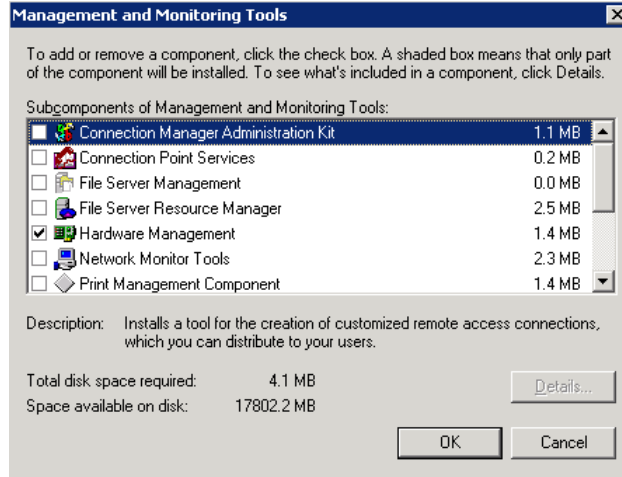 Management and Monitoring Tools
To add or remove a component, click the check box. A shaded box means that only part
of the component will be installed. To see what's included in a component, click Details.
Subcomponents of Management and Monitoring Tools:
Connection Manager Administration Kit 1.1 MB
Connection Point Services 0.2 MB
File Server Management 0.0 MB
File Server Resource Manager 2.5 MB
Hardware Management 1.4 MB
Network Monitor Tools 2.3 MB
Print Management Component 1.4 MB
Description: Installs a tool for the creation of customized remote access connections,
which you can distribute to your users.
Total disk space required: 4.1 MB
Space available on disk: 17802.2 MB
Details...
OK Cancel